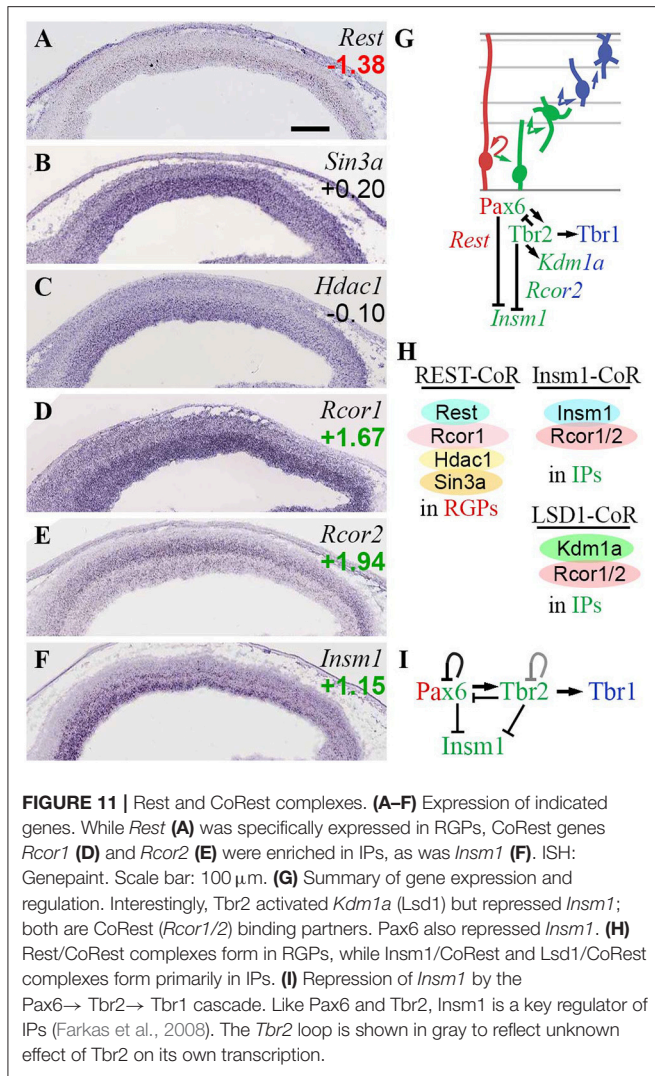 A
Rest
-1.38
B
Sin3a
+0.20
C
Hdac1
-0.10
D
Rcor1
+1.67
E
Rcor2
+1.94
F
Insm1
+1.15
G
Pax6
Rest
Tbr2
Tbr1
Kdm1a
Rcor2
Insm1
H
REST-CoR
Insm1-CoR
Rest
Insm1
Rcor1
Rcor1/2
Hdac1
Sin3a
in IPs
in RGPs
LSD1-CoR
Kdm1a
Rcor1/2
in IPs
I
Pax6
Tbr2
Tbr1
Insm1
FIGURE 11 | Rest and CoRest complexes. (A–F) Expression of indicated
genes. While Rest (A) was specifically expressed in RGPs, CoRest genes
Rcor1 (D) and Rcor2 (E) were enriched in IPs, as was Insm1 (F). ISH:
Genepaint. Scale bar: 100 μm. (G) Summary of gene expression and
regulation. Interestingly, Tbr2 activated Kdm1a (Lsd1) but repressed Insm1;
both are CoRest (Rcor1/2) binding partners. Pax6 also repressed Insm1. (H)
Rest/CoRest complexes form in RGPs, while Insm1/CoRest and Lsd1/CoRest
complexes form primarily in IPs. (I) Repression of Insm1 by the
Pax6→ Tbr2→ Tbr1 cascade. Like Pax6 and Tbr2, Insm1 is a key regulator of
IPs (Farkas et al., 2008). The Tbr2 loop is shown in gray to reflect unknown
effect of Tbr2 on its own transcription.